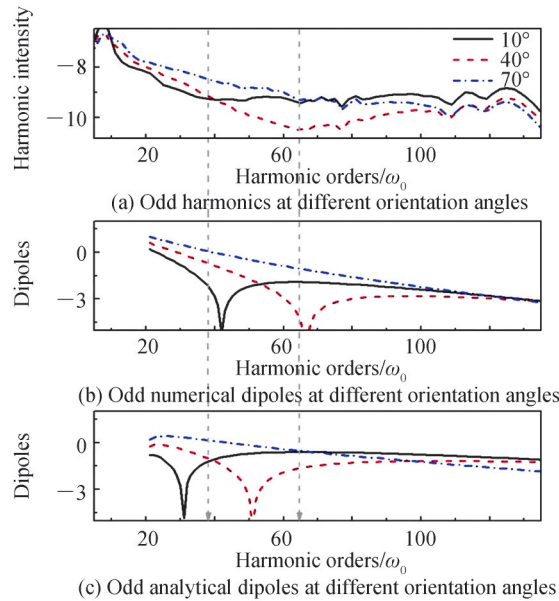 Harmonic intensity
10°
40°
70°
−8
−10
20 60 100
Harmonic orders/ω₀
(a) Odd harmonics at different orientation angles
Dipoles
0
−3
20 60 100
Harmonic orders/ω₀
(b) Odd numerical dipoles at different orientation angles
Dipoles
0
−3
20 60 100
Harmonic orders/ω₀
(c) Odd analytical dipoles at different orientation angles